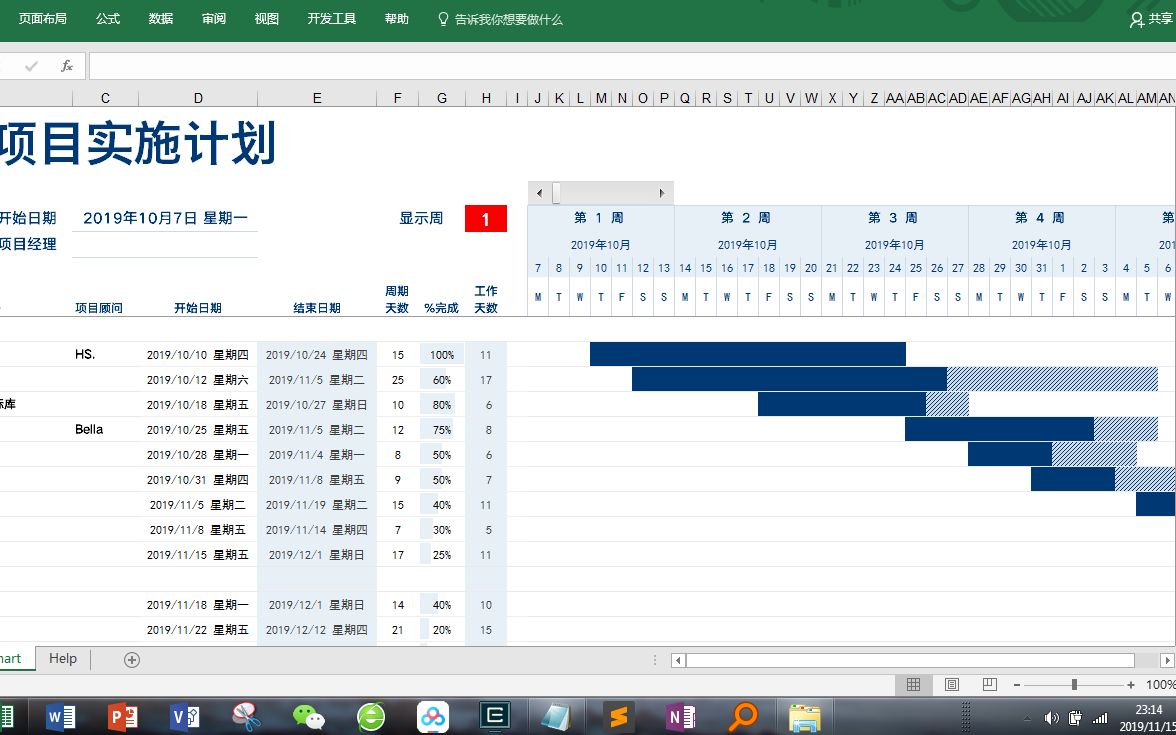 页面布局 公式 数据 审阅 视图 开发工具 帮助 告诉我你想要做什么 共享
fx
C D E F G H I J K L M N O P Q R S T U V W X Y Z AA AB AC AD AE AF AG AH AI AJ AK AL AM AN
项目实施计划
开始日期 2019年10月7日 星期一 显示周 1 第 1 周 第 2 周 第 3 周 第 4 周 第
项目经理 2019年10月 2019年10月 2019年10月 2019年10月 201
7 8 9 10 11 12 13 14 15 16 17 18 19 20 21 22 23 24 25 26 27 28 29 30 31 1 2 3 4 5 6
M T W T F S S M T W T F S S M T W T F S S M T W T F S S M T W
项目顾问 开始日期 结束日期 周期天数 %完成 工作天数
HS. 2019/10/10 星期四 2019/10/24 星期四 15 100% 11
2019/10/12 星期六 2019/11/5 星期二 25 60% 17
库 2019/10/18 星期五 2019/10/27 星期日 10 80% 6
Bella 2019/10/25 星期五 2019/11/5 星期二 12 75% 8
2019/10/28 星期一 2019/11/4 星期一 8 50% 6
2019/10/31 星期四 2019/11/8 星期五 9 50% 7
2019/11/5 星期二 2019/11/19 星期二 15 40% 11
2019/11/8 星期五 2019/11/14 星期四 7 30% 5
2019/11/15 星期五 2019/12/1 星期日 17 25% 11
2019/11/18 星期一 2019/12/1 星期日 14 40% 10
2019/11/22 星期五 2019/12/12 星期四 21 20% 15
hart Help
100%
23:14
2019/11/15